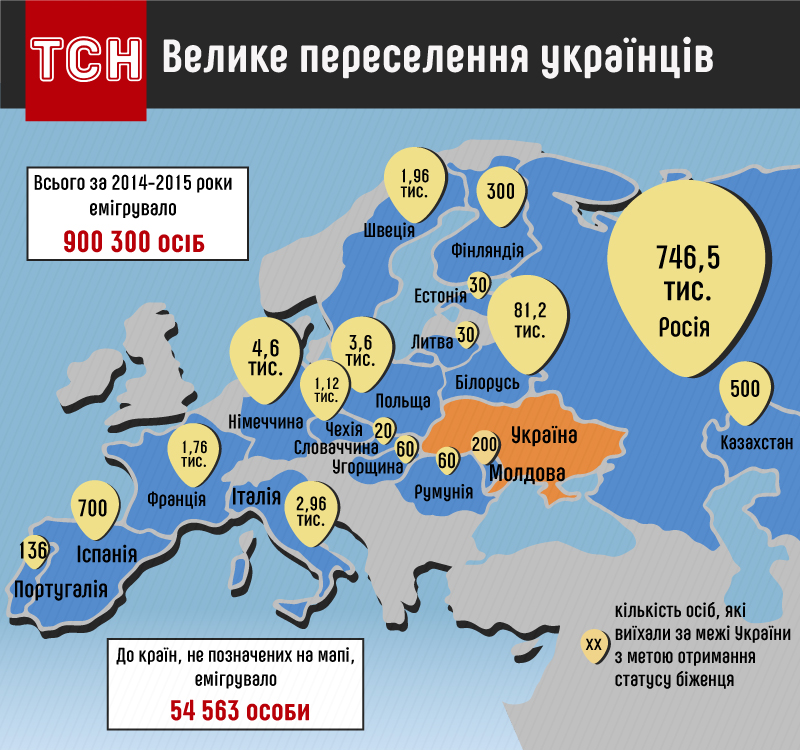 ТСН
Велике переселення українців
Всього за 2014-2015 роки
емігрувало
900 300 ОСІБ
1,96
тис.
Швеція
300
Фінляндія
746,5
тис.
Росія
30
Естонія
81,2
тис.
30
Литва
Білорусь
4,6
тис.
Німеччина
3,6
тис.
Польща
1,12
тис.
Чехія
20
Словаччина
60
Угорщина
60
Румунія
200
Молдова
Україна
500
Казахстан
1,76
тис.
Франція
Італія
2,96
тис.
700
Іспанія
136
Португалія
До країн, не позначених на мапі,
емігрувало
54 563 ОСОБИ
XX
кількість осіб, які
виїхали за межі України
з метою отримання
статусу біженця